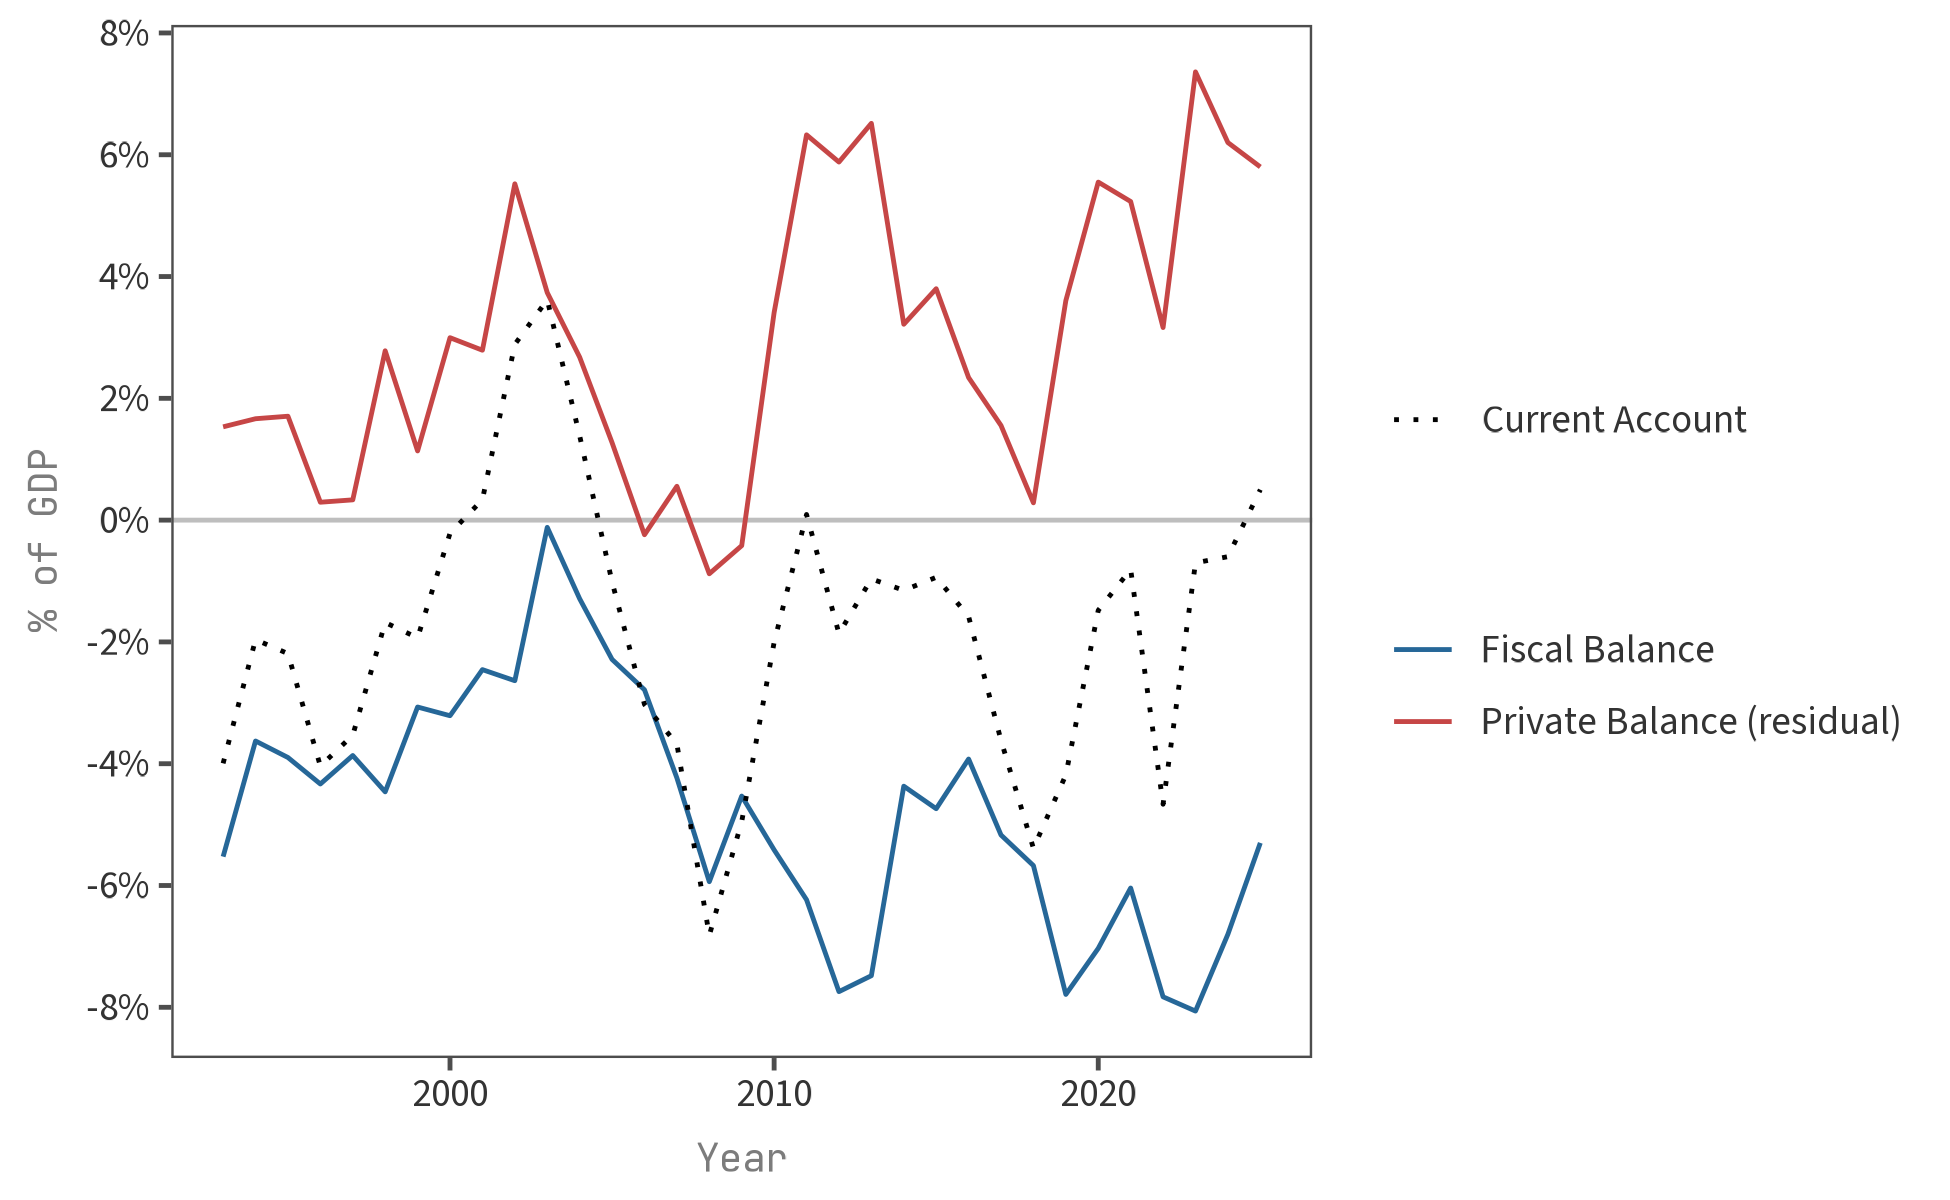 8%
6%
4%
2%
0%
-2%
-4%
-6%
-8%
% of GDP
2000 2010 2020
Year
Current Account
Fiscal Balance
Private Balance (residual)